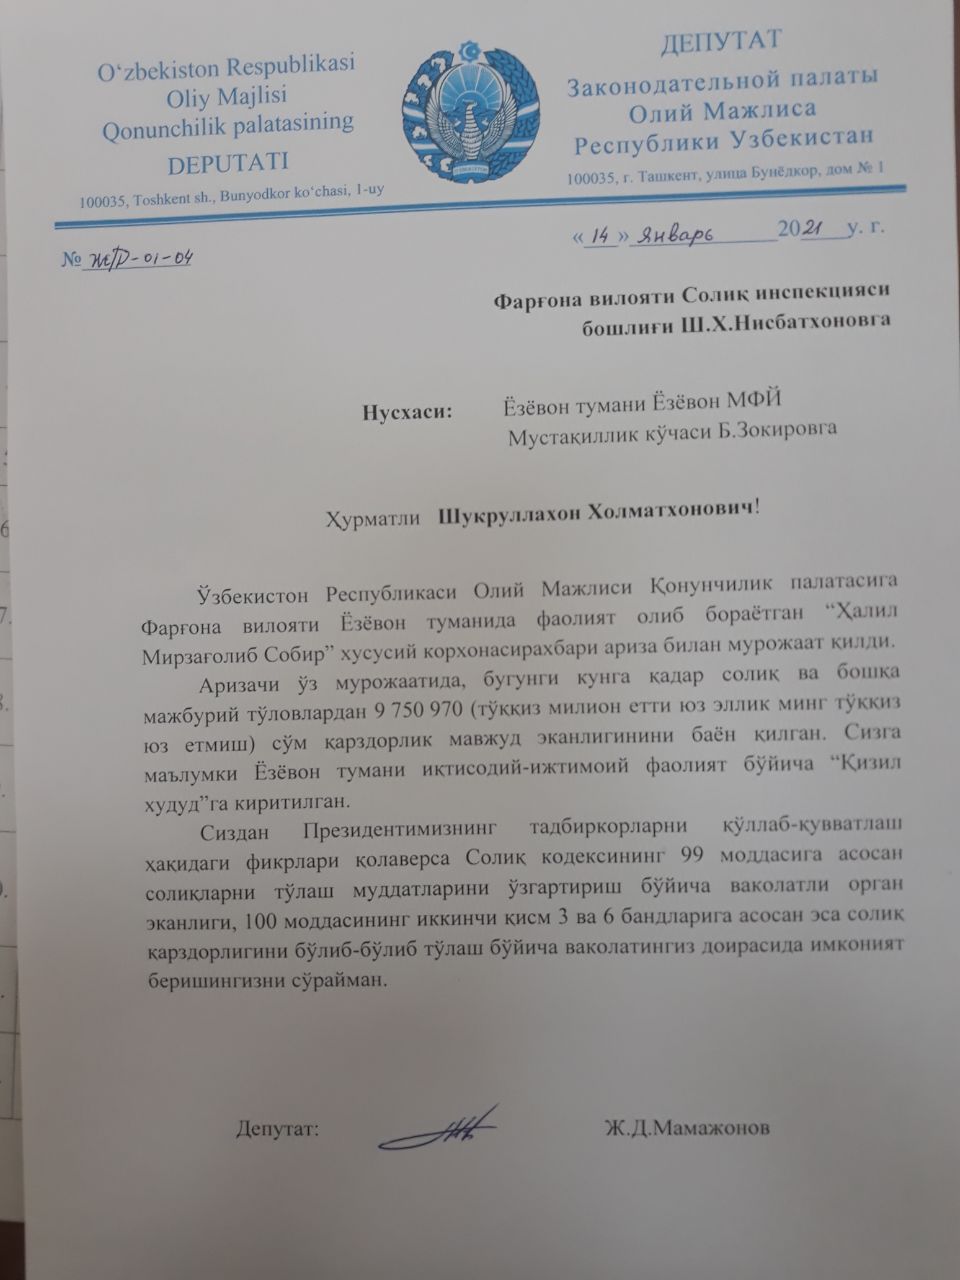 O‘zbekiston Respublikasi
Oliy Majlisi
Qonunchilik palatasining
DEPUTATI
100035, Toshkent sh., Bunyodkor ko‘chasi, 1-uy
ДЕПУТАТ
Законодательной палаты
Олий Мажлиса
Республики Узбекистан
100035, г. Ташкент, улица Бунёдкор, дом № 1
№ ЖД-01-04
« 14 » Январь 2021 y. г.
Фарғона вилояти Солиқ инспекцияси
бошлиғи Ш.Х.Нисбатхоновга
Нусхаси: Ёзёвон тумани Ёзёвон МФЙ
Мустақиллик кўчаси Б.Зокировга
Ҳурматли Шукруллахон Холматхонович!
Ўзбекистон Республикаси Олий Мажлиси Қонунчилик палатасига
Фарғона вилояти Ёзёвон туманида фаолият олиб бораётган “Ҳалил
Мирзағолиб Собир” хусусий корхонасирахбари ариза билан мурожаат қилди.
Аризачи ўз мурожаатида, бугунги кунга қадар солиқ ва бошқа
мажбурий тўловлардан 9 750 970 (тўққиз милион етти юз эллик минг тўққиз
юз етмиш) сўм қарздорлик мавжуд эканлигинини баён қилган. Сизга
маълумки Ёзёвон тумани иқтисодий-ижтимоий фаолият бўйича “Қизил
худуд”га киритилган.
Сиздан Президентимизнинг тадбиркорларни қўллаб-қувватлаш
ҳақидаги фикрлари қолаверса Солиқ кодексининг 99 моддасига асосан
солиқларни тўлаш муддатларини ўзгартириш бўйича ваколатли орган
эканлиги, 100 моддасининг иккинчи қисм 3 ва 6 бандларига асосан эса солиқ
қарздорлигини бўлиб-бўлиб тўлаш бўйича ваколатингиз доирасида имконият
беришингизни сўрайман.
Депутат: Ж.Д.Мамажонов